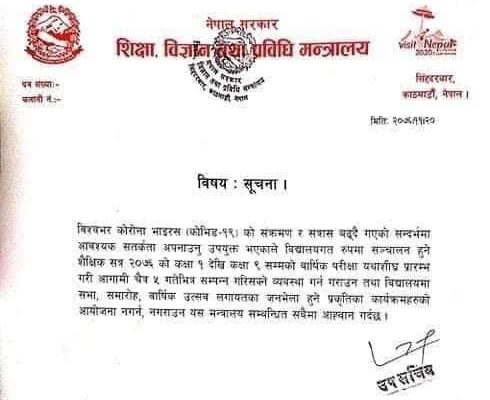 नेपाल सरकार
शिक्षा, विज्ञान तथा प्रविधि मन्त्रालय
visit Nepal
2020
पत्र संख्याः-
चलानी नं.:-
सिंहदरबार,
काठमाडौं, नेपाल ।
मितिः २०७६/११/२०
विषय : सूचना ।
विश्वभर कोरोना भाइरस (कोभिड-१९) को संक्रमण र संत्रास बढ्दै गएको सन्दर्भमा
आवश्यक सतर्कता अपनाउनु उपयुक्त भएकाले विद्यालयगत रुपमा सञ्चालन हुने
शैक्षिक सत्र २०७६ को कक्षा १ देखि कक्षा ९ सम्मको वार्षिक परीक्षा यथाशीघ्र प्रारम्भ
गरी आगामी चैत्र ५ गतेभित्र सम्पन्न गरिसक्ने व्यवस्था गर्न गराउन तथा विद्यालयमा
सभा, समारोह, वार्षिक उत्सव लगायतका जनभेला हुने प्रकृतिका कार्यक्रमहरुको
आयोजना नगर्न, नगराउन यस मन्त्रालय सम्बन्धित सबैमा आह्वान गर्दछ ।
उपसचिव